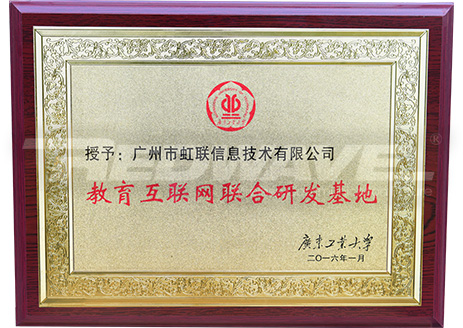 授予：广州市虹联信息技术有限公司
教育互联网联合研发基地
广东工业大学
二〇一六年一月
REDWAVE
®